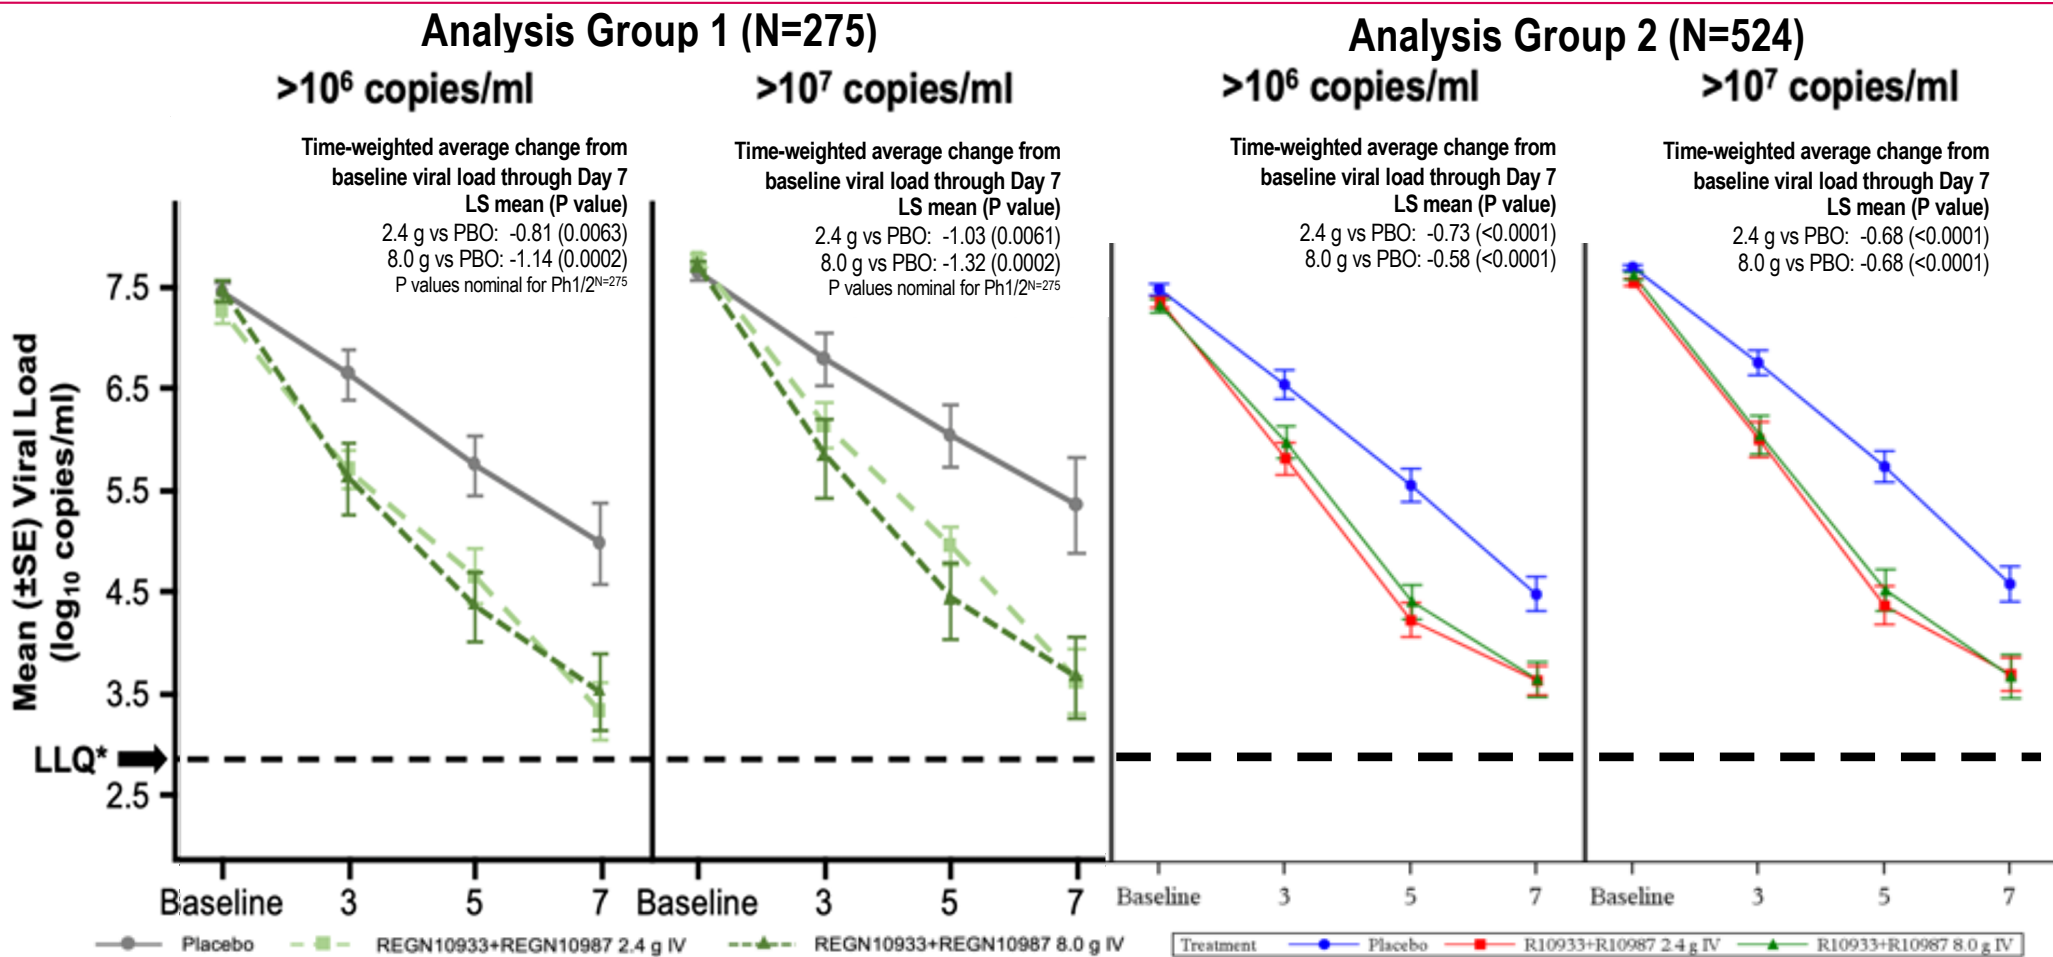 Analysis Group 1 (N=275)
Analysis Group 2 (N=524)
>10⁶ copies/ml
>10⁷ copies/ml
>10⁶ copies/ml
>10⁷ copies/ml
Time-weighted average change from
baseline viral load through Day 7
LS mean (P value)
2.4 g vs PBO: -0.81 (0.0063)
8.0 g vs PBO: -1.14 (0.0002)
P values nominal for Ph1/2ᴺ⁼²⁷⁵
Time-weighted average change from
baseline viral load through Day 7
LS mean (P value)
2.4 g vs PBO: -1.03 (0.0061)
8.0 g vs PBO: -1.32 (0.0002)
P values nominal for Ph1/2ᴺ⁼²⁷⁵
Time-weighted average change from
baseline viral load through Day 7
LS mean (P value)
2.4 g vs PBO: -0.73 (<0.0001)
8.0 g vs PBO: -0.58 (<0.0001)
Time-weighted average change from
baseline viral load through Day 7
LS mean (P value)
2.4 g vs PBO: -0.68 (<0.0001)
8.0 g vs PBO: -0.68 (<0.0001)
Mean (±SE) Viral Load
(log₁₀ copies/ml)
7.5
6.5
5.5
4.5
3.5
LLQ*
2.5
Baseline 3 5 7
Baseline 3 5 7
Baseline 3 5 7
Baseline 3 5 7
Placebo REGN10933+REGN10987 2.4 g IV REGN10933+REGN10987 8.0 g IV
Treatment Placebo R10933+R10987 2.4 g IV R10933+R10987 8.0 g IV